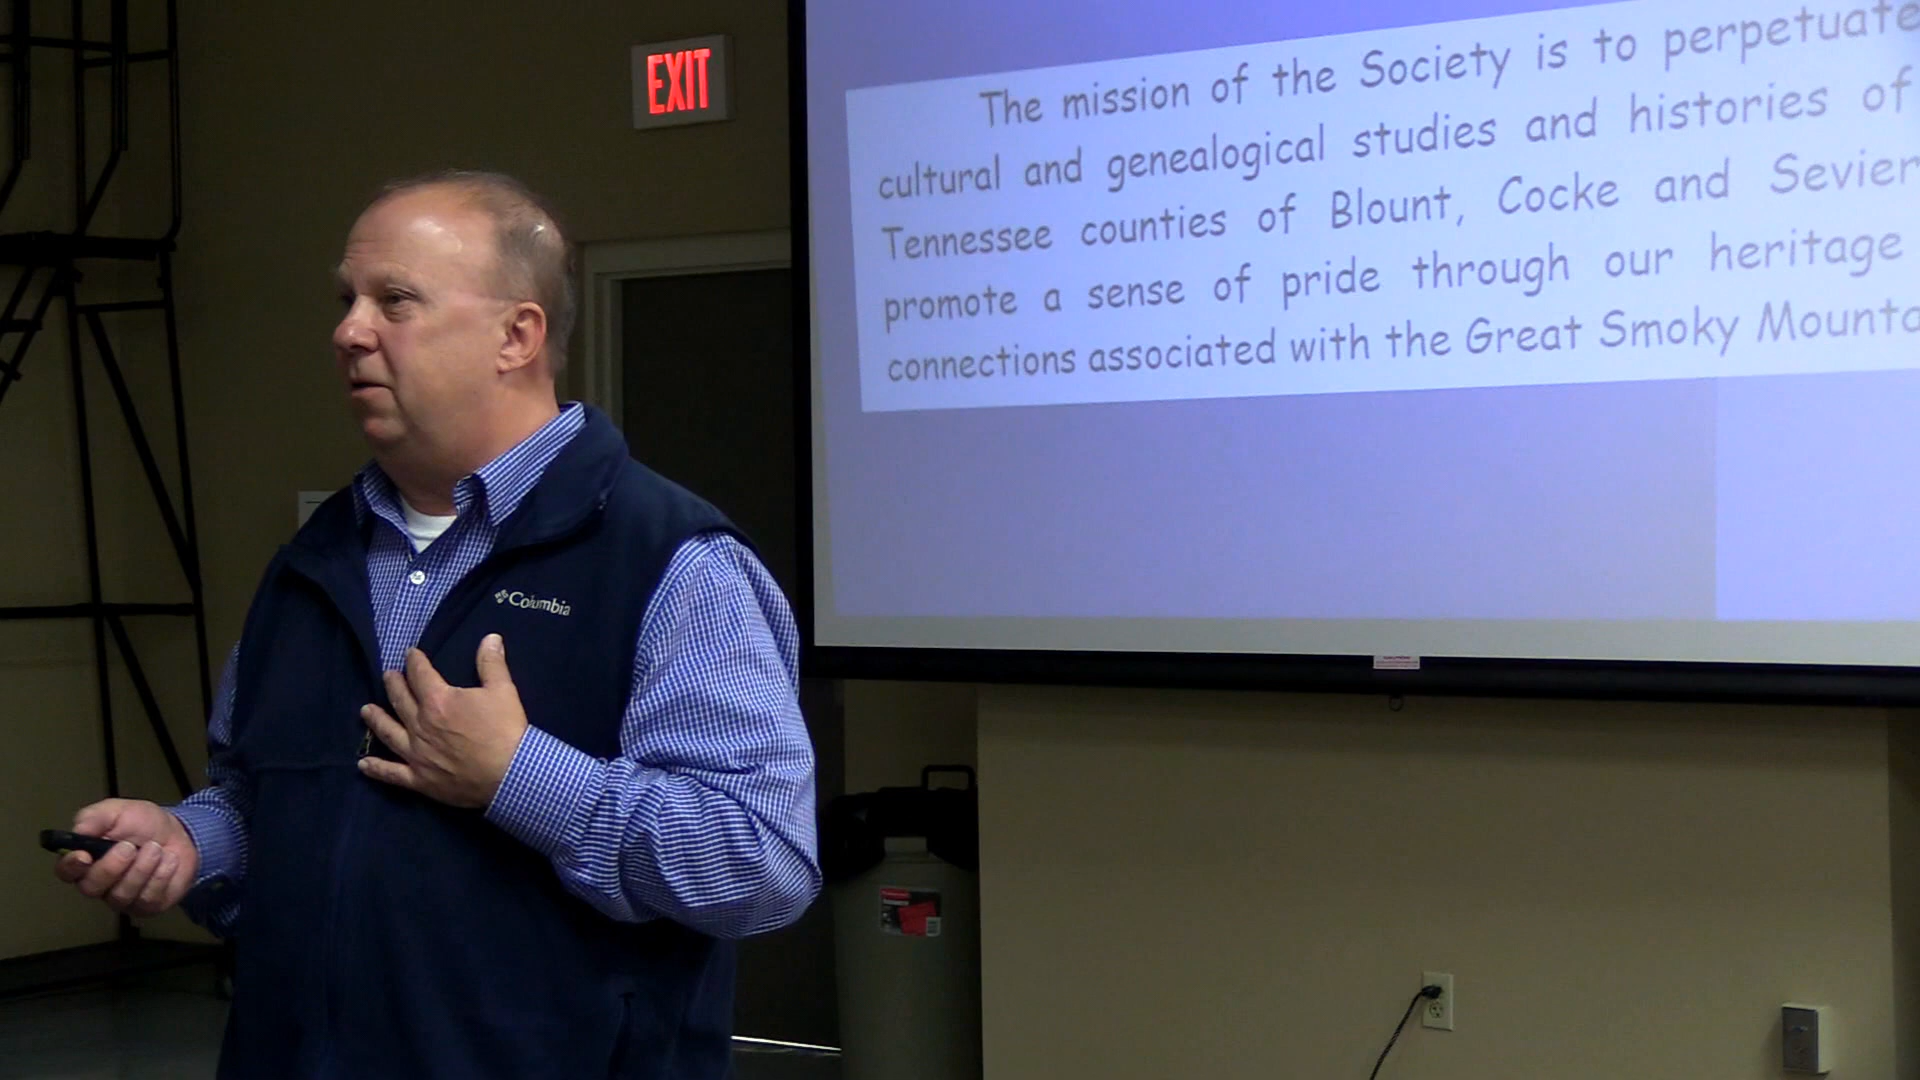 EXIT
The mission of the Society is to perpetuate
cultural and genealogical studies and histories of
Tennessee counties of Blount, Cocke and Sevier
promote a sense of pride through our heritage
connections associated with the Great Smoky
Columbia